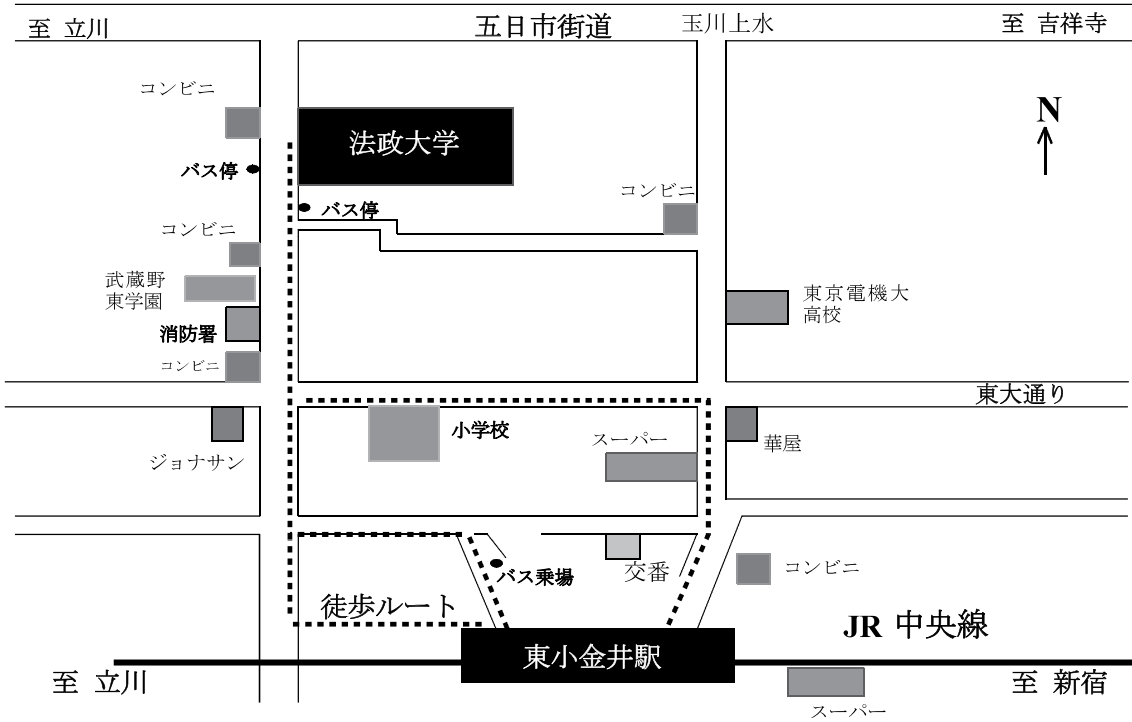 至 立川
五日市街道
玉川上水
至 吉祥寺
コンビニ
N
法政大学
バス停
コンビニ
バス停
コンビニ
武蔵野
東学園
東京電機大
高校
消防署
コンビニ
東大通り
小学校
スーパー
華屋
ジョナサン
バス乗場
交番
コンビニ
徒歩ルート
JR 中央線
東小金井駅
至 立川
至 新宿
スーパー